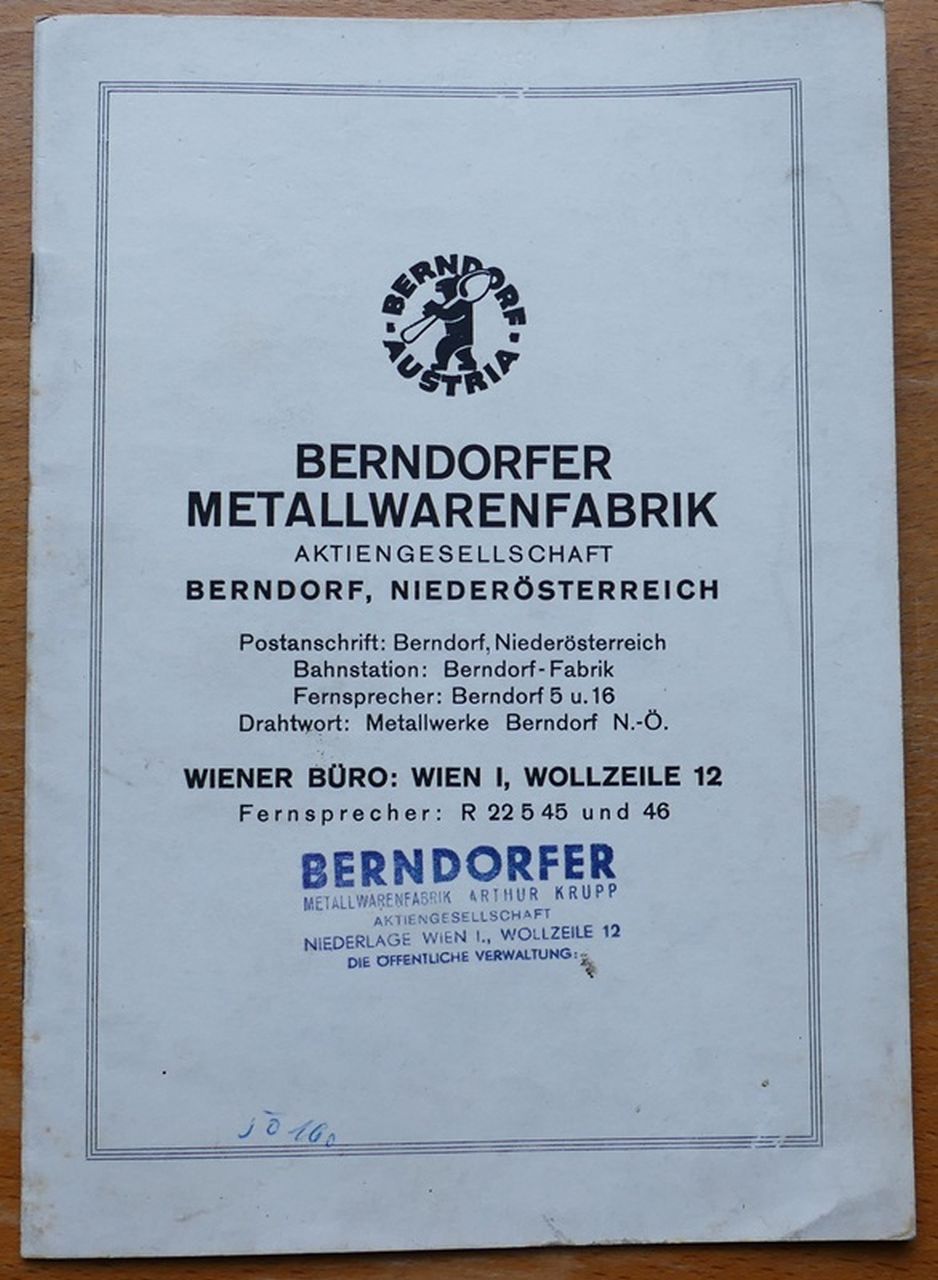 BERNDORF
AUSTRIA
BERNDORFER
METALLWARENFABRIK
AKTIENGESELLSCHAFT
BERNDORF, NIEDERÖSTERREICH
Postanschrift: Berndorf, Niederösterreich
Bahnstation: Berndorf-Fabrik
Fernsprecher: Berndorf 5 u. 16
Drahtwort: Metallwerke Berndorf N.-Ö.
WIENER BÜRO: WIEN I, WOLLZEILE 12
Fernsprecher: R 22 5 45 und 46
BERNDORFER
METALLWARENFABRIK ARTHUR KRUPP
AKTIENGESELLSCHAFT
NIEDERLAGE WIEN I., WOLLZEILE 12
DIE ÖFFENTLICHE VERWALTUNG: